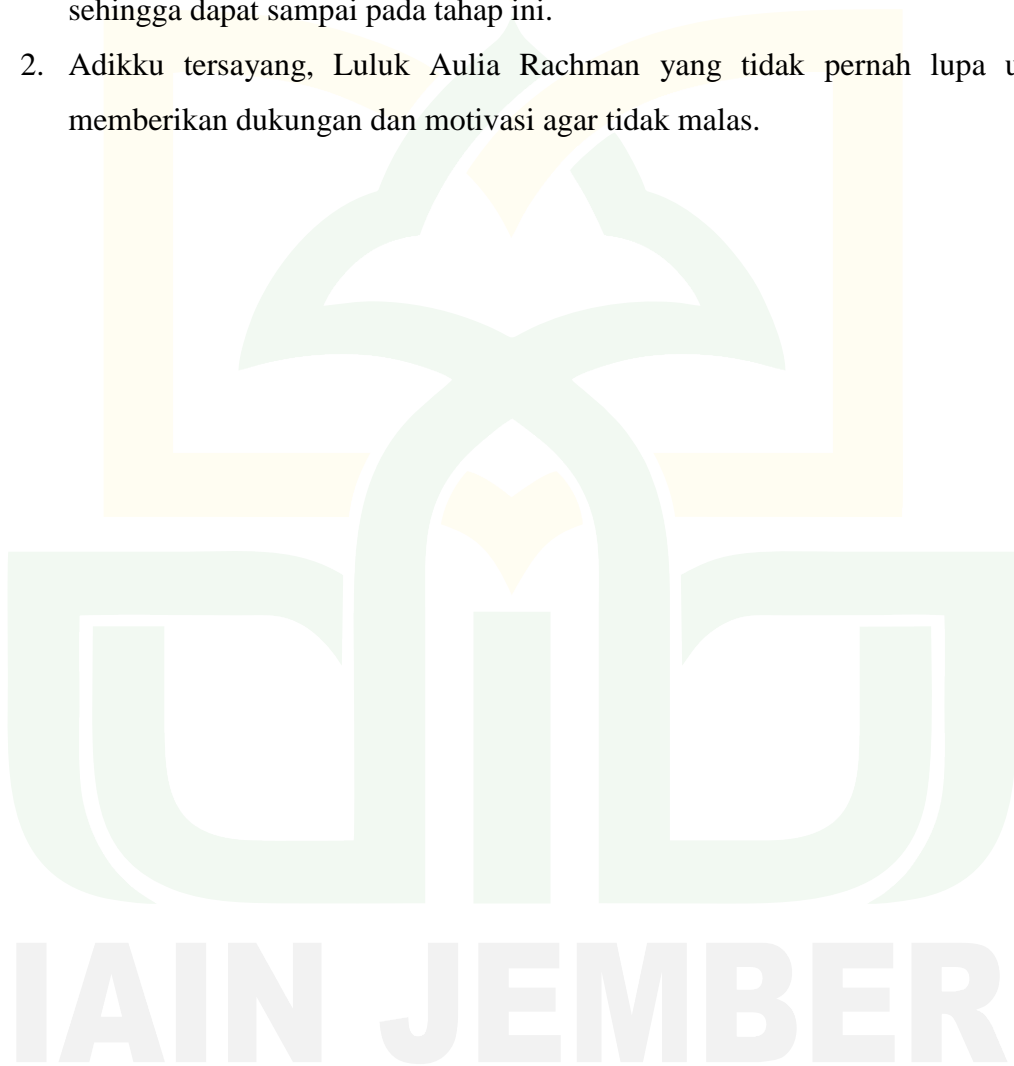 sehingga dapat sampai pada tahap ini.
2. Adikku tersayang, Luluk Aulia Rachman yang tidak pernah lupa
memberikan dukungan dan motivasi agar tidak malas.
IAIN JEMBER